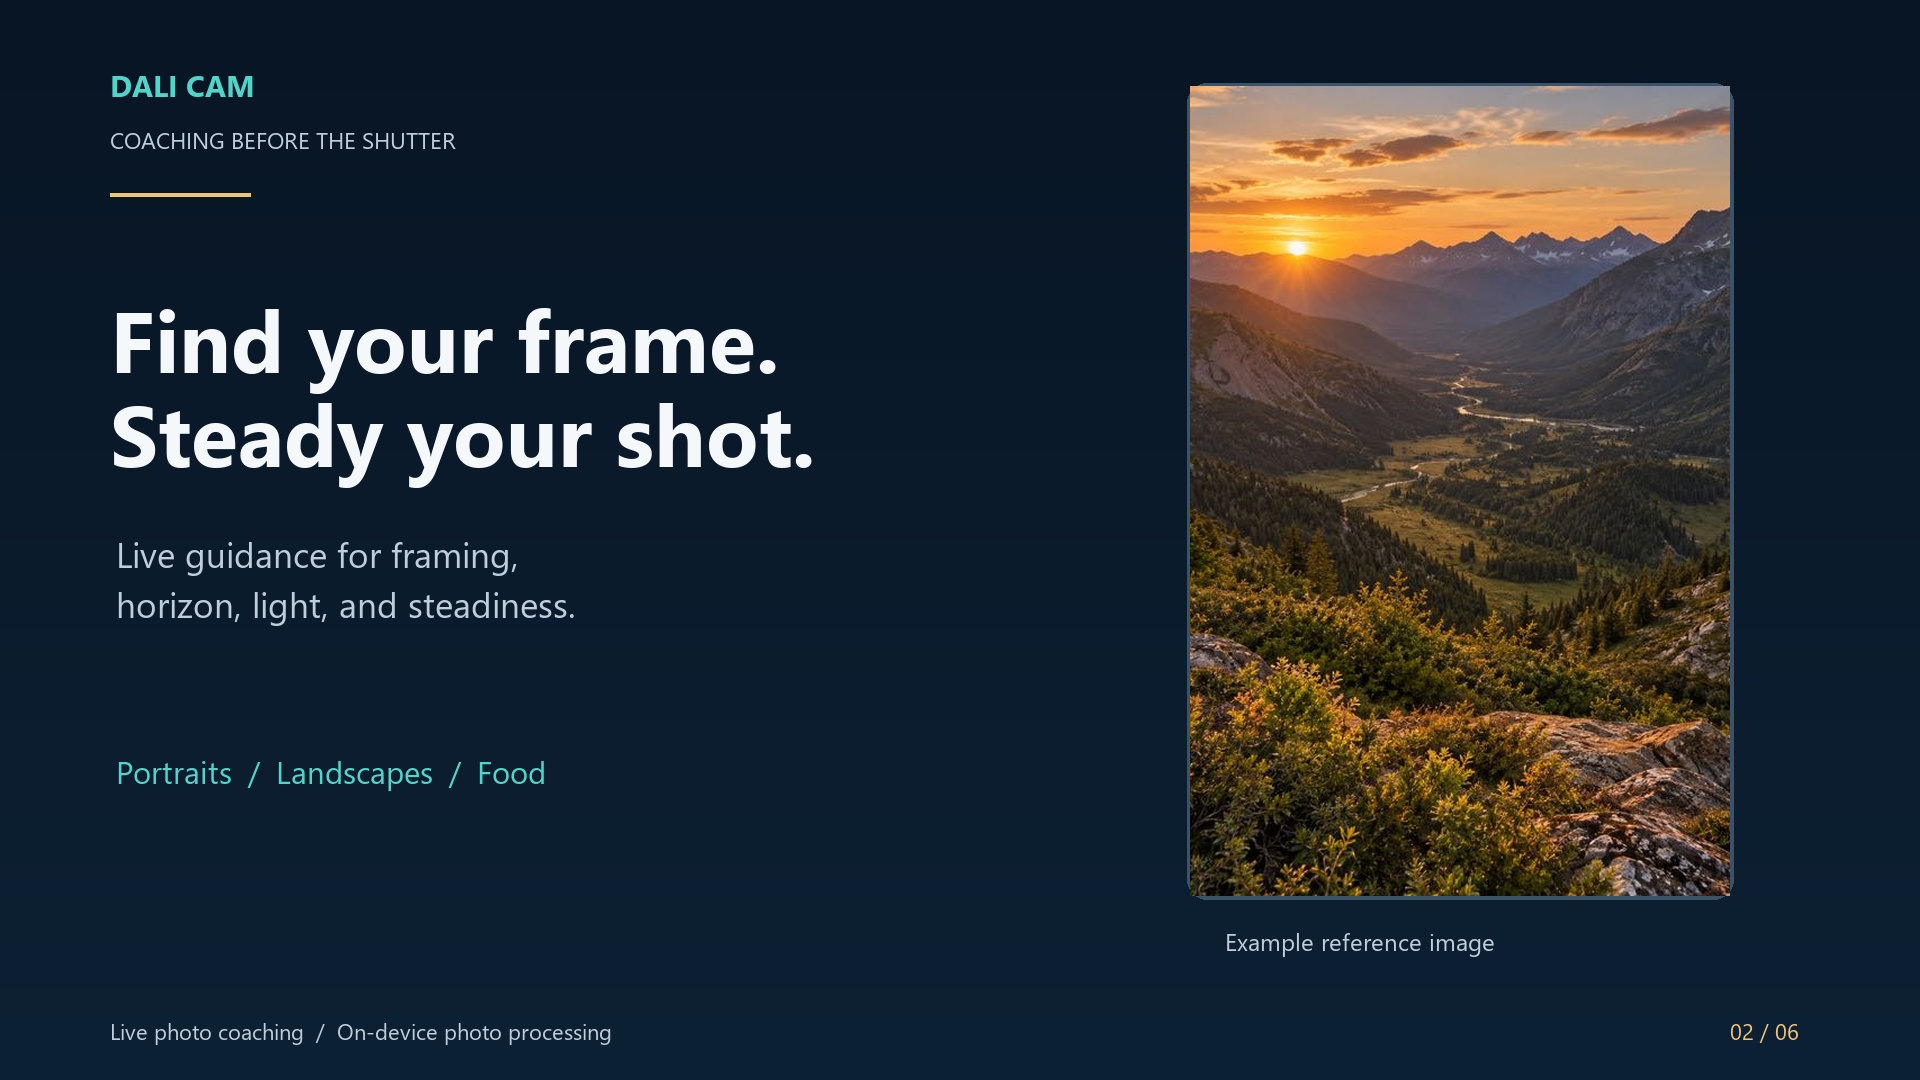 DALI CAM
COACHING BEFORE THE SHUTTER
Find your frame.
Steady your shot.
Live guidance for framing,
horizon, light, and steadiness.
Portraits / Landscapes / Food
Example reference image
Live photo coaching / On-device photo processing
02 / 06